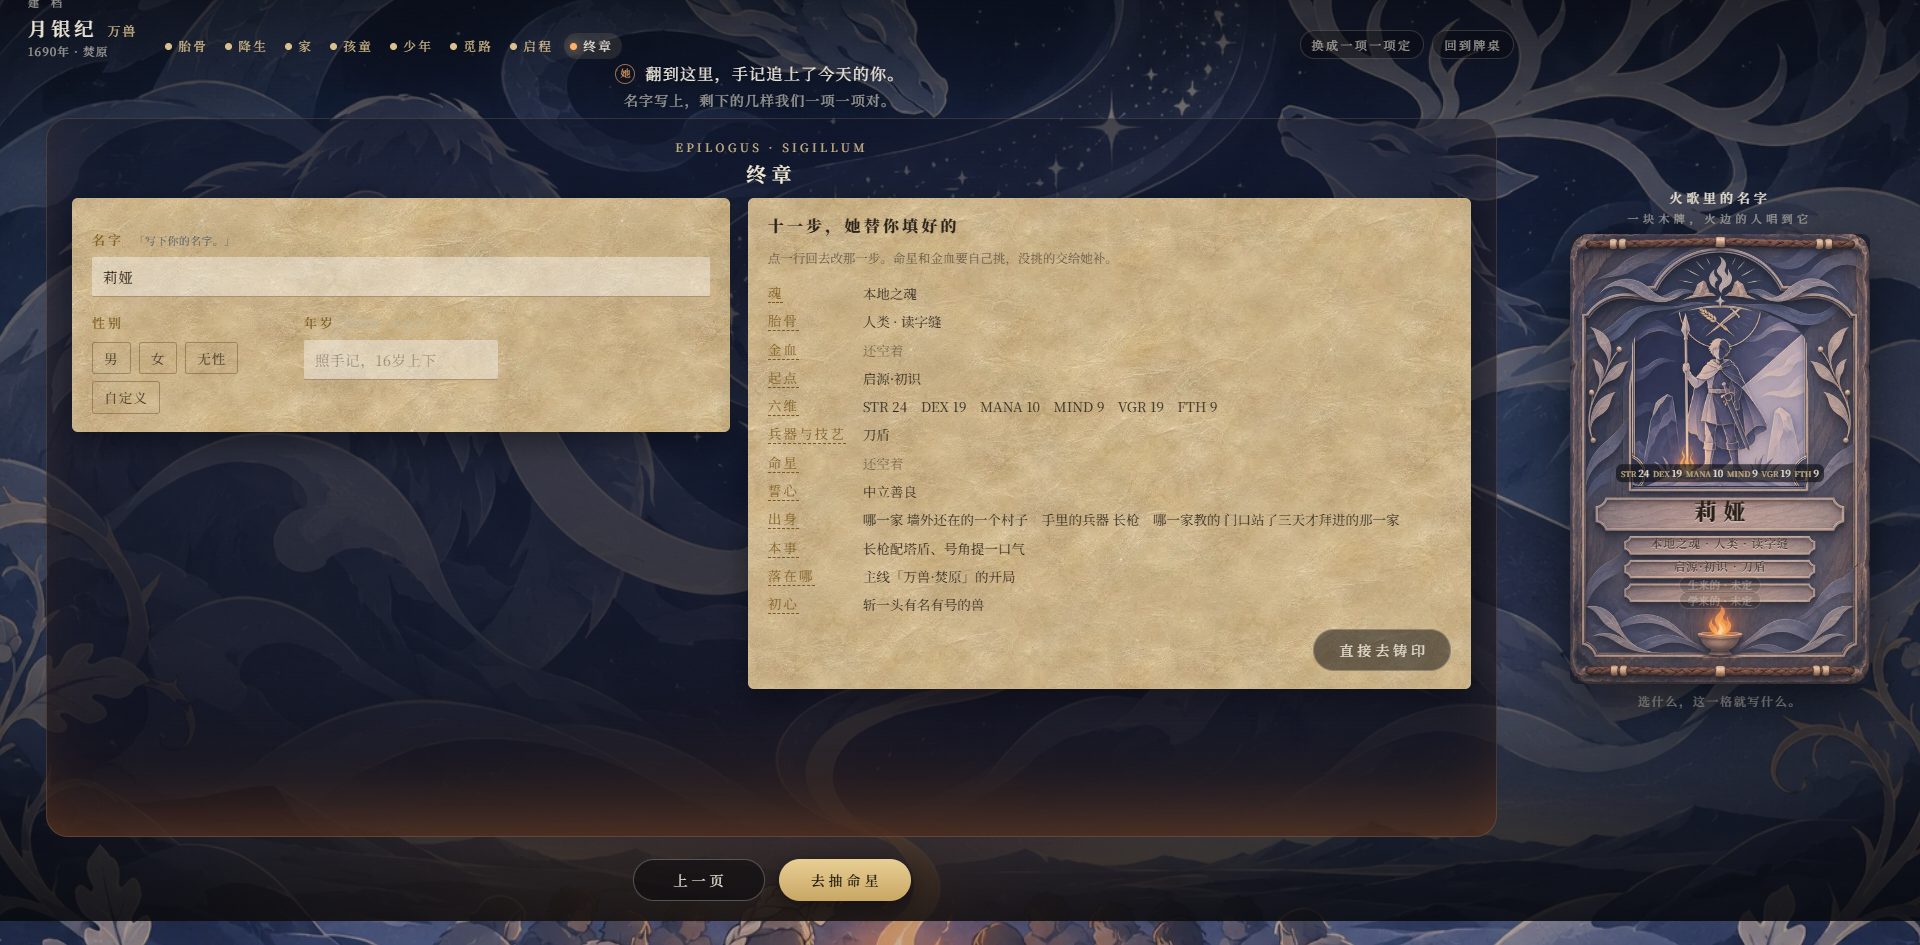 建 档
月银纪 万兽
1690年 · 焚原
胎骨 降生 家 孩童 少年 觅路 启程 终章
换成一项一项定 回到牌桌
她 翻到这里，手记追上了今天的你。
名字写上，剩下的几样我们一项一项对。
EPILOGUS · SIGILLUM
终章
名字 「写下你的名字。」
莉娅
性别 年岁
男 女 无性
照手记，16岁上下
自定义
十一步，她替你填好的
点一行回去改那一步。命星和金血要自己挑，没挑的交给她补。
魂 本地之魂
胎骨 人类 · 读字缝
金血 还空着
起点 启源·初识
六维 STR 24 DEX 19 MANA 10 MIND 9 VGR 19 FTH 9
兵器与技艺 刀盾
命星 还空着
誓心 中立善良
出身 哪一家 墙外还在的一个村子 手里的兵器 长枪 哪一家教的 门口站了三天才拜进的那一家
本事 长枪配塔盾、号角提一口气
落在哪 主线「万兽·焚原」的开局
初心 斩一头有名有号的兽
直接去铸印
火歌里的名字
一块木牌，火边的人唱到它
STR 24 DEX 19 MANA 10 MIND 9 VGR 19 FTH 9
莉娅
本地之魂 · 人类 · 读字缝
启源·初识 · 刀盾
生来的 · 未定
学来的 · 未定
选什么，这一格就写什么。
上一页 去抽命星